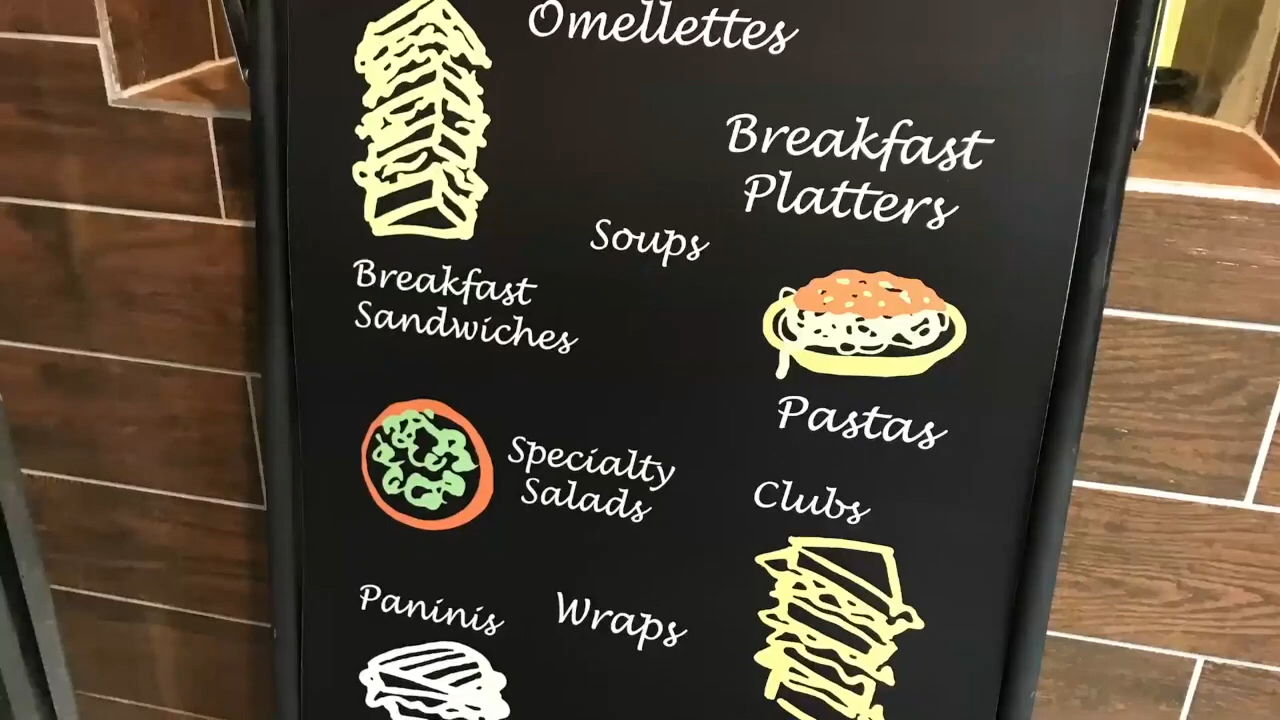 Omellettes
Breakfast
Platters
Soups
Breakfast
Sandwiches
Pastas
Specialty
Salads
Clubs
Paninis
Wraps